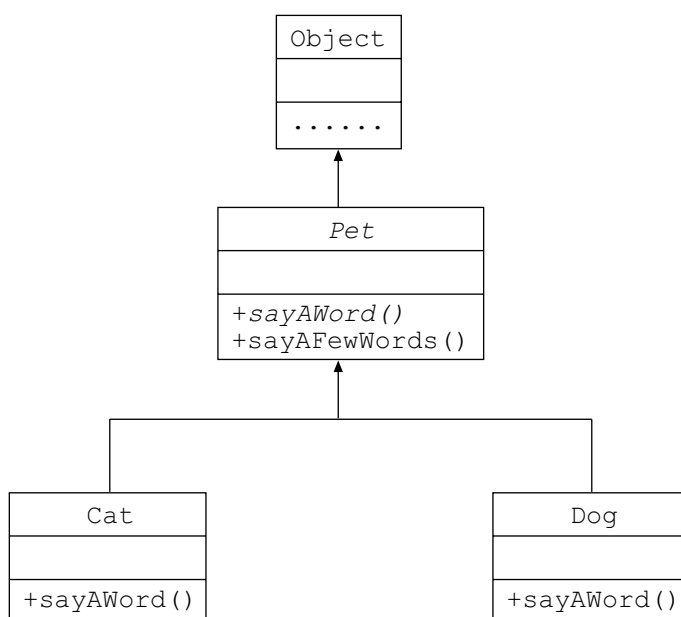 Object
......
Pet
+sayAWord()
+sayAFewWords()
Cat
Dog
+sayAWord()
+sayAWord()